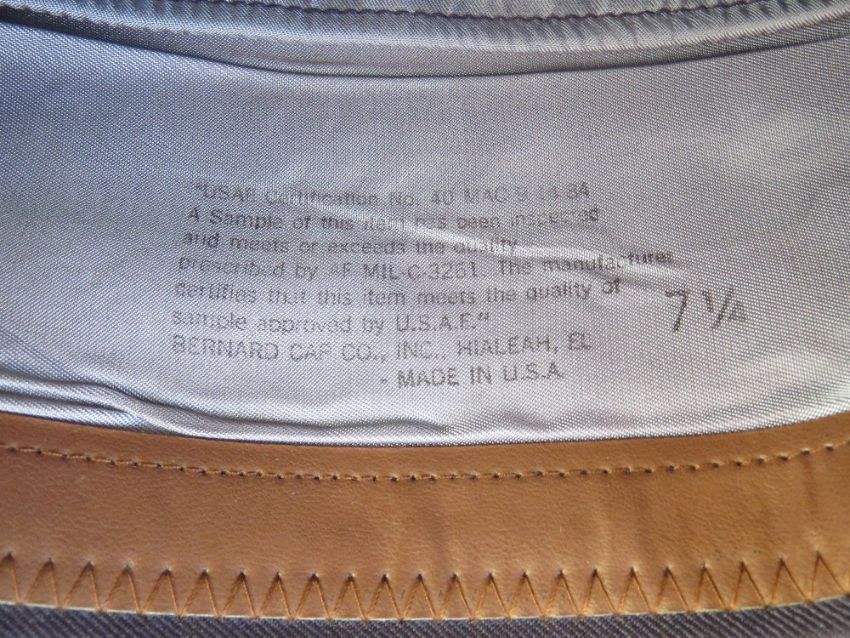 "USAF Certification No. 40 MAC 9 14 84
A Sample of this item has been inspected
and meets or exceeds the quality
prescribed by AF MIL-C-3261. The manufacturer
certifies that this item meets the quality of
sample approved by U.S.A.F."
7 1/4
BERNARD CAP CO., INC., HIALEAH, FL
- MADE IN U.S.A.